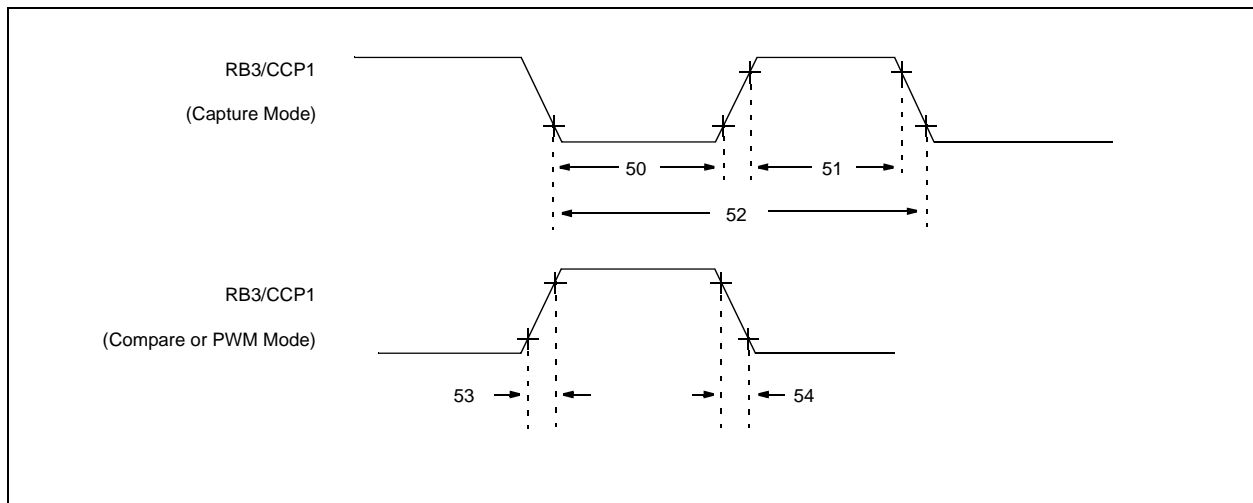 RB3/CCP1
(Capture Mode)
50
51
52
RB3/CCP1
(Compare or PWM Mode)
53
54